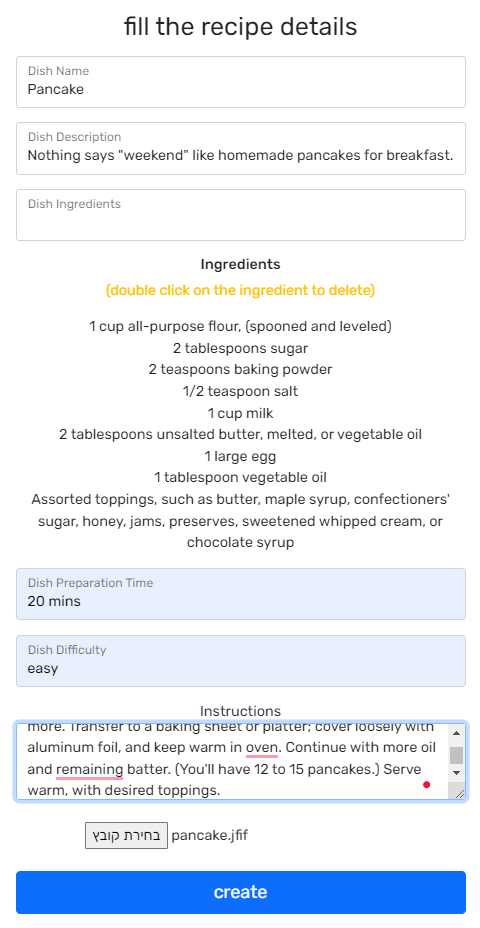 fill the recipe details
Dish Name
Pancake
Dish Description
Nothing says "weekend" like homemade pancakes for breakfast.
Dish Ingredients
Ingredients
(double click on the ingredient to delete)
1 cup all-purpose flour, (spooned and leveled)
2 tablespoons sugar
2 teaspoons baking powder
1/2 teaspoon salt
1 cup milk
2 tablespoons unsalted butter, melted, or vegetable oil
1 large egg
1 tablespoon vegetable oil
Assorted toppings, such as butter, maple syrup, confectioners'
sugar, honey, jams, preserves, sweetened whipped cream, or
chocolate syrup
Dish Preparation Time
20 mins
Dish Difficulty
easy
Instructions
more. Transfer to a baking sheet or platter; cover loosely with
aluminum foil, and keep warm in oven. Continue with more oil
and remaining batter. (You'll have 12 to 15 pancakes.) Serve
warm, with desired toppings.
בחירת קובץ pancake.jfif
create